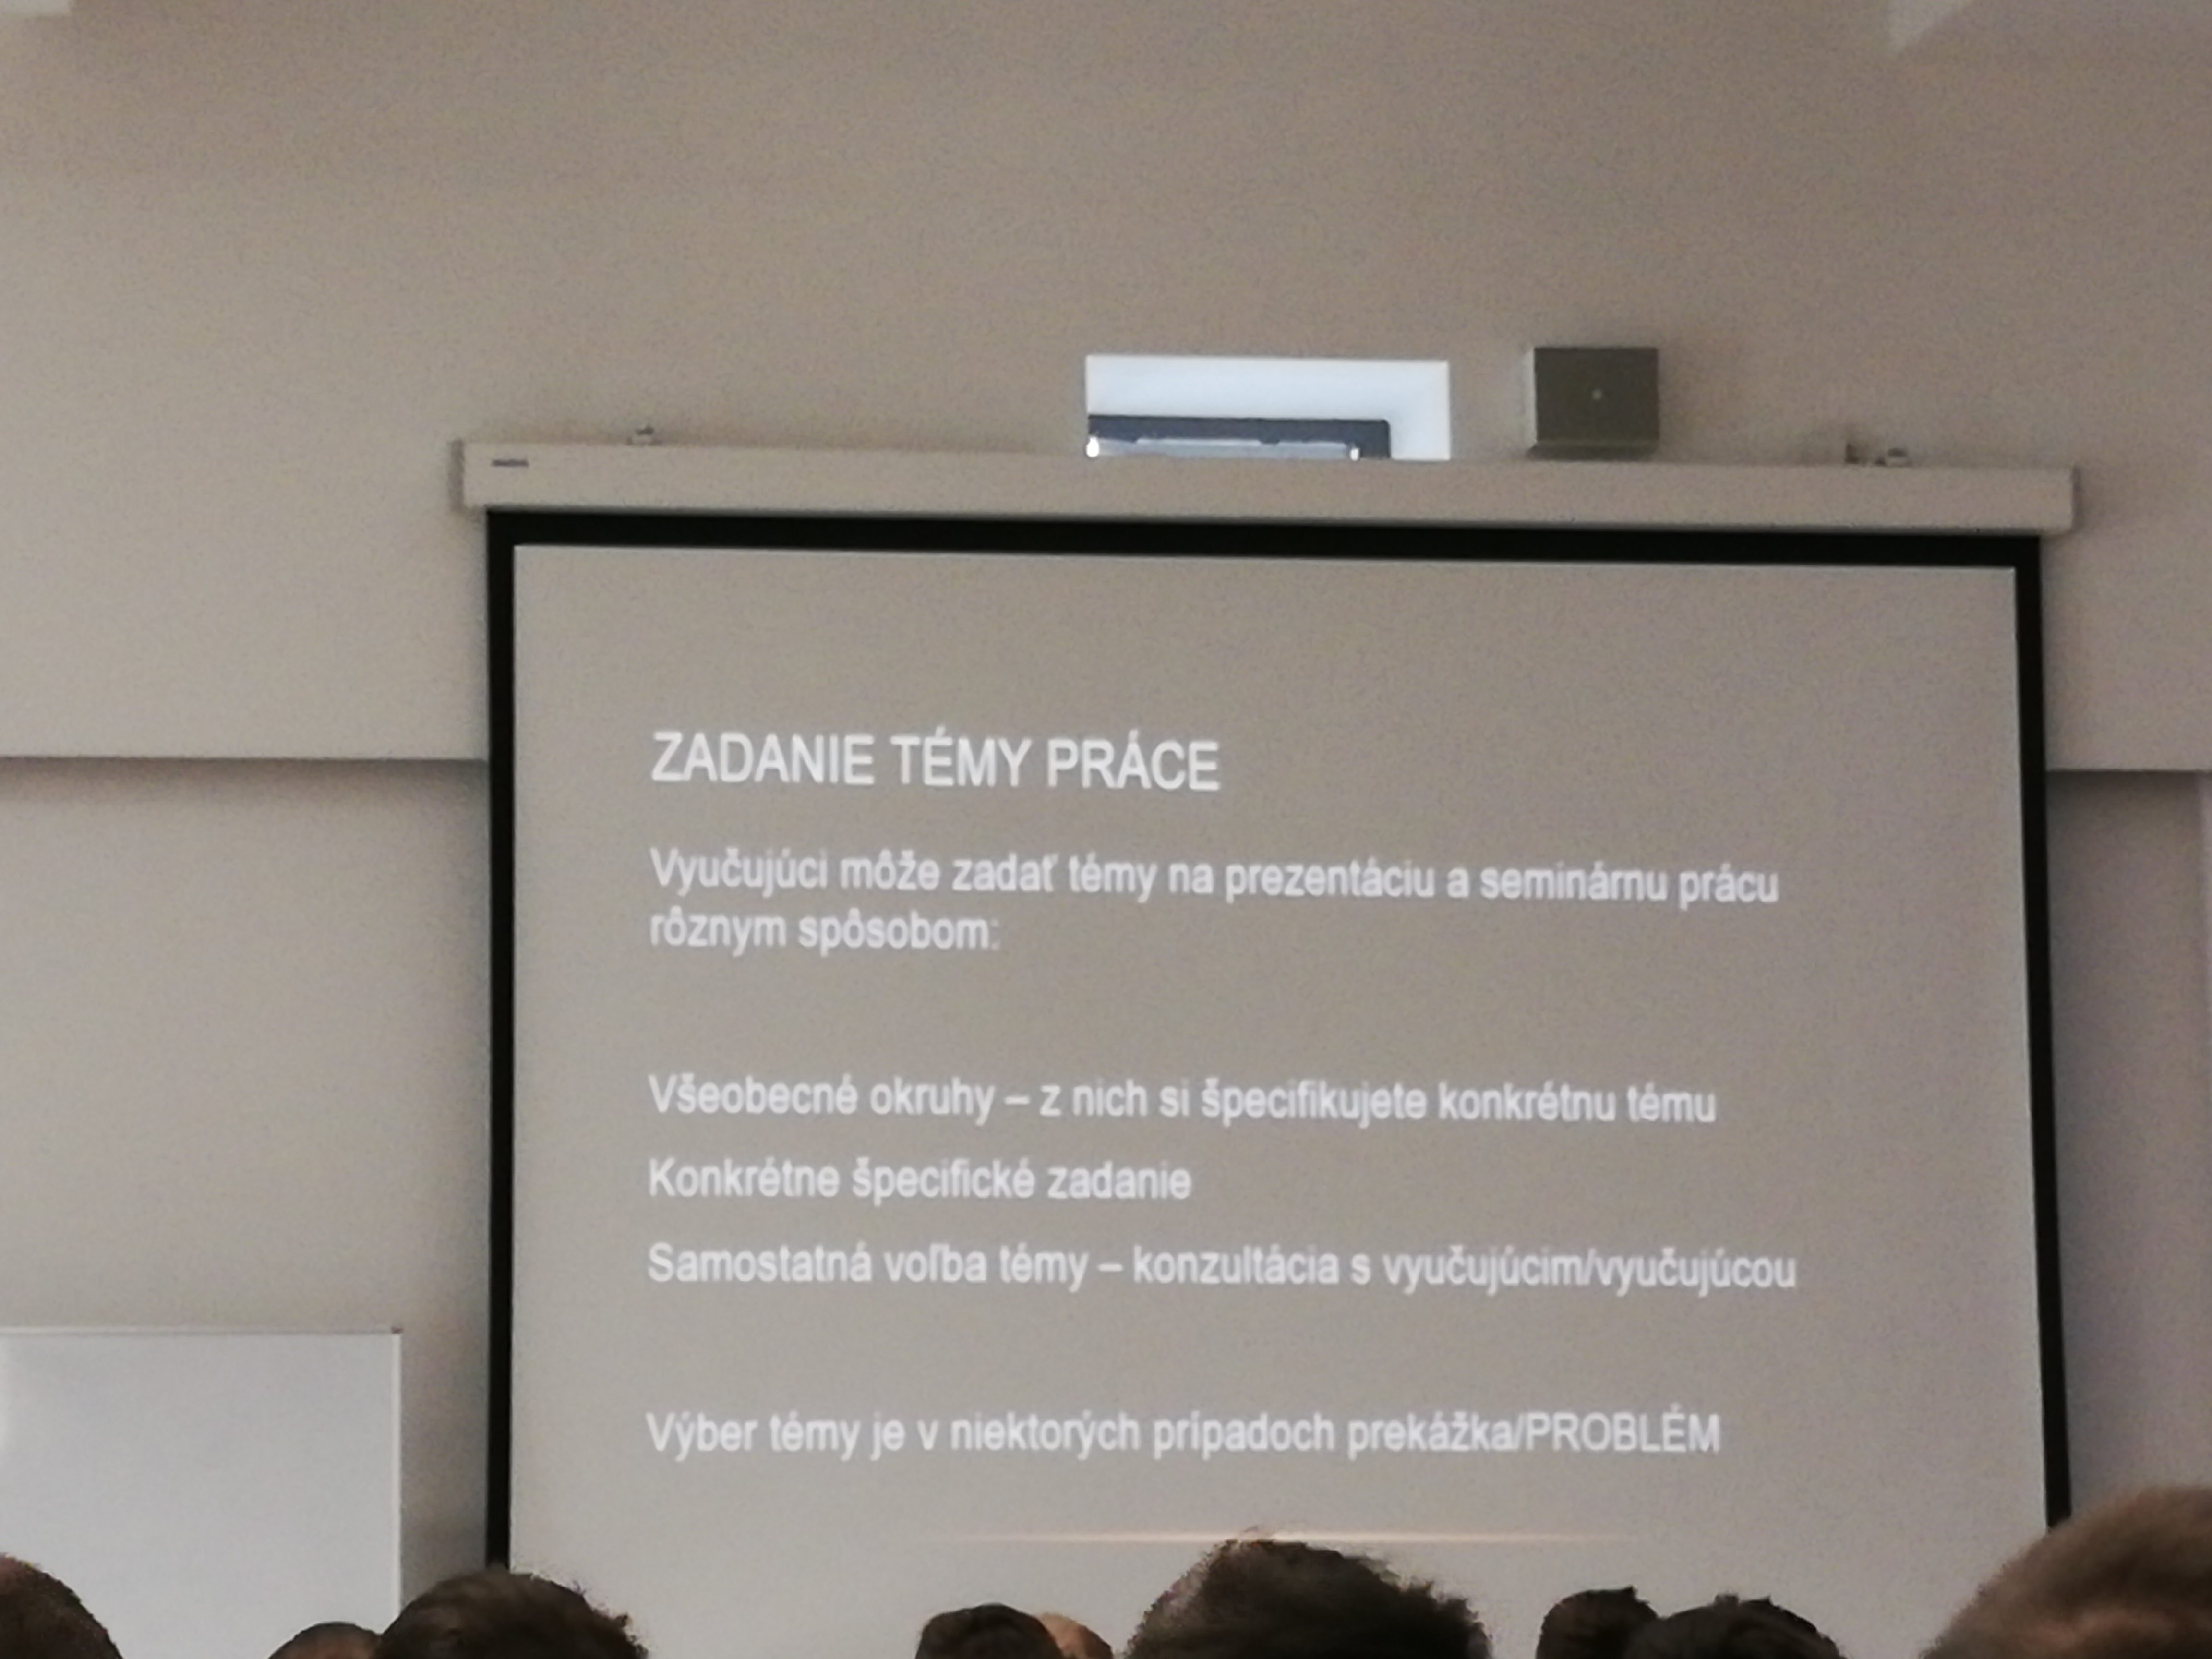 ZADANIE TÉMY PRÁCE
Vyučujúci môže zadať témy na prezentáciu a seminárnu prácu
rôznym spôsobom:
Všeobecné okruhy – z nich si špecifikujete konkrétnu tému
Konkrétne špecifické zadanie
Samostatná voľba témy – konzultácia s vyučujúcim/vyučujúcou
Výber témy je v niektorých prípadoch prekážka/PROBLÉM